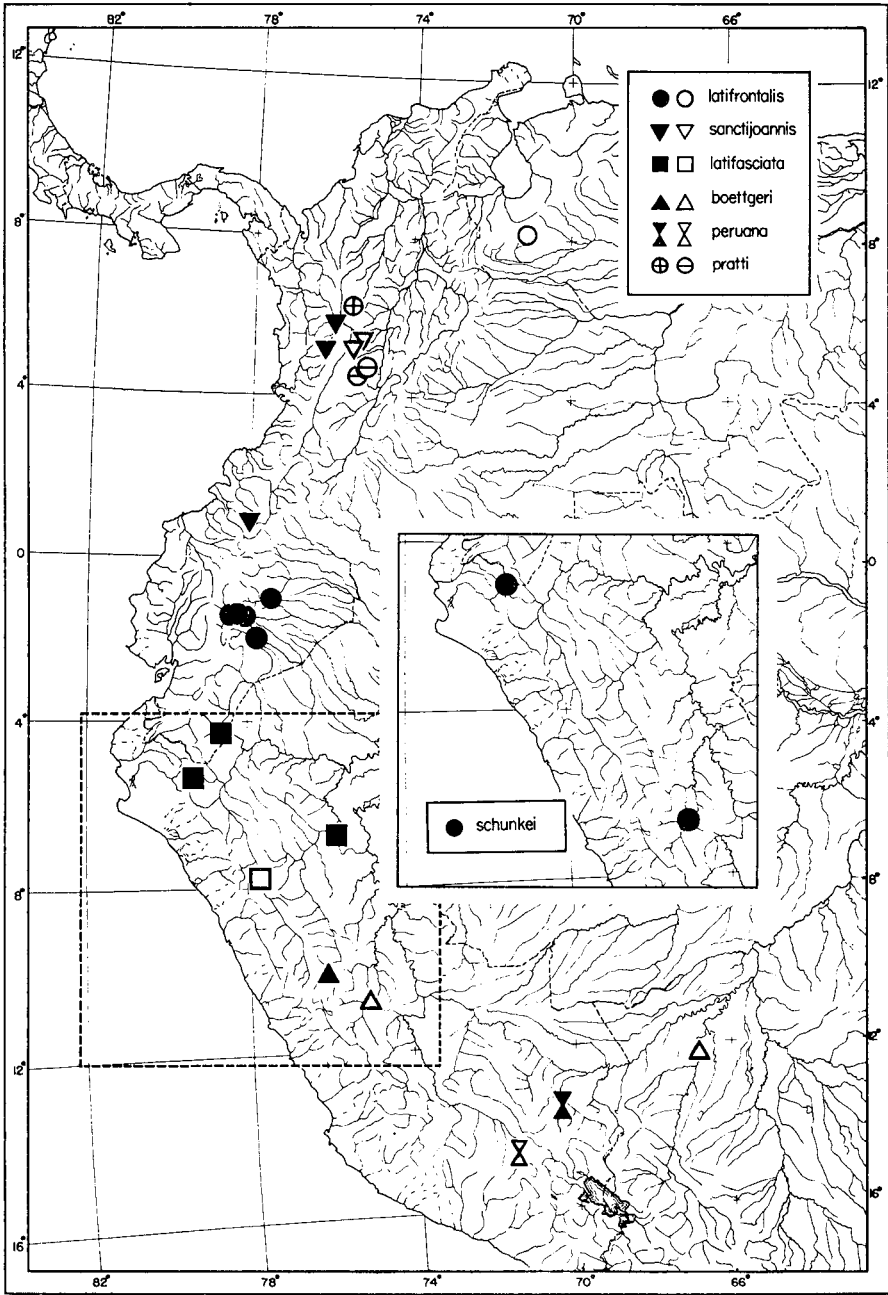 82° 78° 74° 70° 66°
12° 12°
latifrontalis
sanctijoannis
latifasciata
boettgeri
peruana
pratti
8° 8°
4° 4°
0 0
4° 4°
schunkei
8° 8°
12° 12°
16° 16°
82° 78° 74° 70° 66°